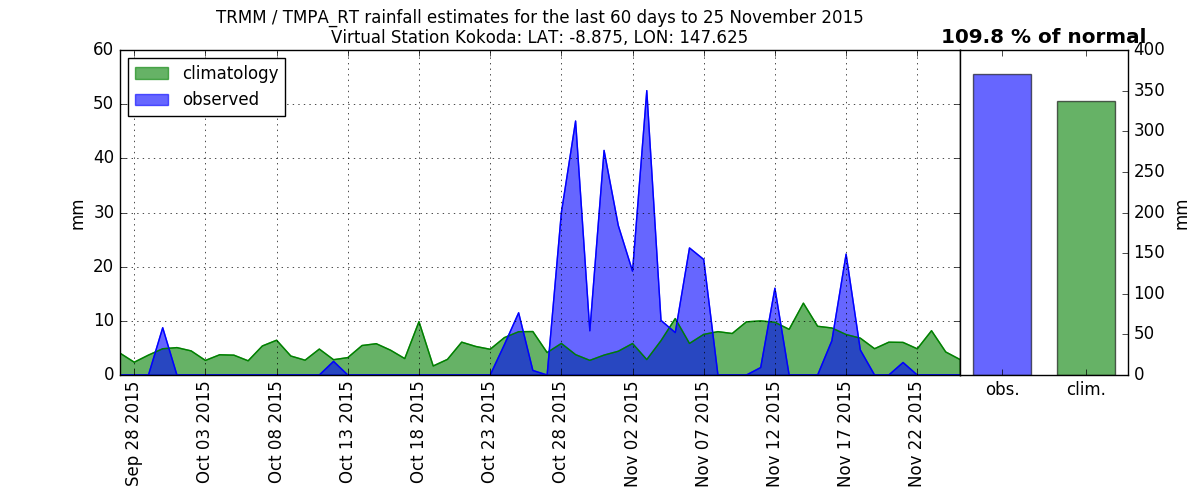 TRMM / TMPA_RT rainfall estimates for the last 60 days to 25 November 2015
Virtual Station Kokoda: LAT: -8.875, LON: 147.625
109.8 % of normal
climatology
observed
60
50
40
30
20
10
0
mm
Sep 28 2015
Oct 03 2015
Oct 08 2015
Oct 13 2015
Oct 18 2015
Oct 23 2015
Oct 28 2015
Nov 02 2015
Nov 07 2015
Nov 12 2015
Nov 17 2015
Nov 22 2015
obs.
clim.
400
350
300
250
200
150
100
50
0
mm